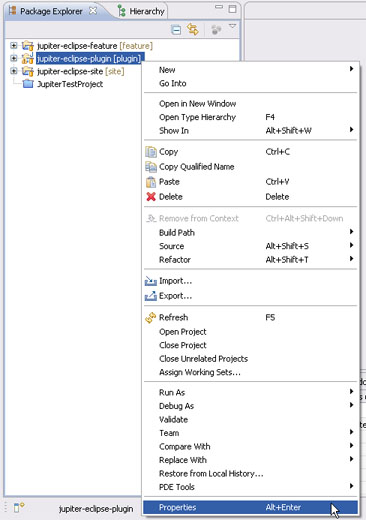 Package Explorer Hierarchy
jupiter-eclipse-feature [feature]
jupiter-eclipse-plugin [plugin]
jupiter-eclipse-site [site]
JupiterTestProject
New
Go Into
Open in New Window
Open Type Hierarchy F4
Show In Alt+Shift+W
Copy Ctrl+C
Copy Qualified Name
Paste Ctrl+V
Delete Delete
Remove from Context Ctrl+Alt+Shift+Down
Build Path
Source Alt+Shift+S
Refactor Alt+Shift+T
Import...
Export...
Refresh F5
Open Project
Close Project
Close Unrelated Projects
Assign Working Sets...
Run As
Debug As
Validate
Team
Compare With
Replace With
Restore from Local History...
PDE Tools
Properties Alt+Enter
jupiter-eclipse-plugin